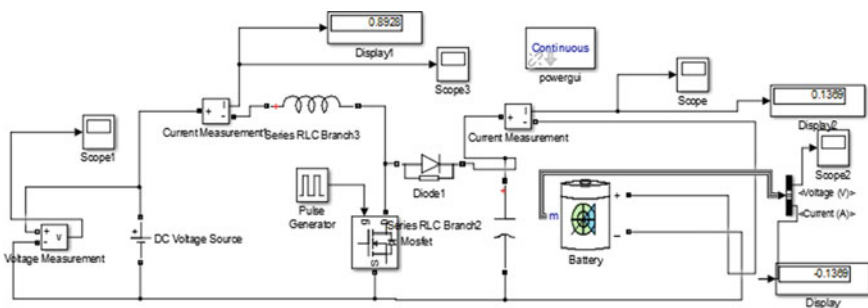 0.8928
Display1
Continuous
powergui
Scope3
Scope
0.1369
Display2
Current Measurement1
Series RLC Branch3
Current Measurement
Scope1
Scope2
Diode1
<Voltage (V)>
<Current (A)>
Pulse
Generator
Series RLC Branch2
g
D
S
Mosfet
v
Voltage Measurement
DC Voltage Source
m
Battery
-0.1369
Display